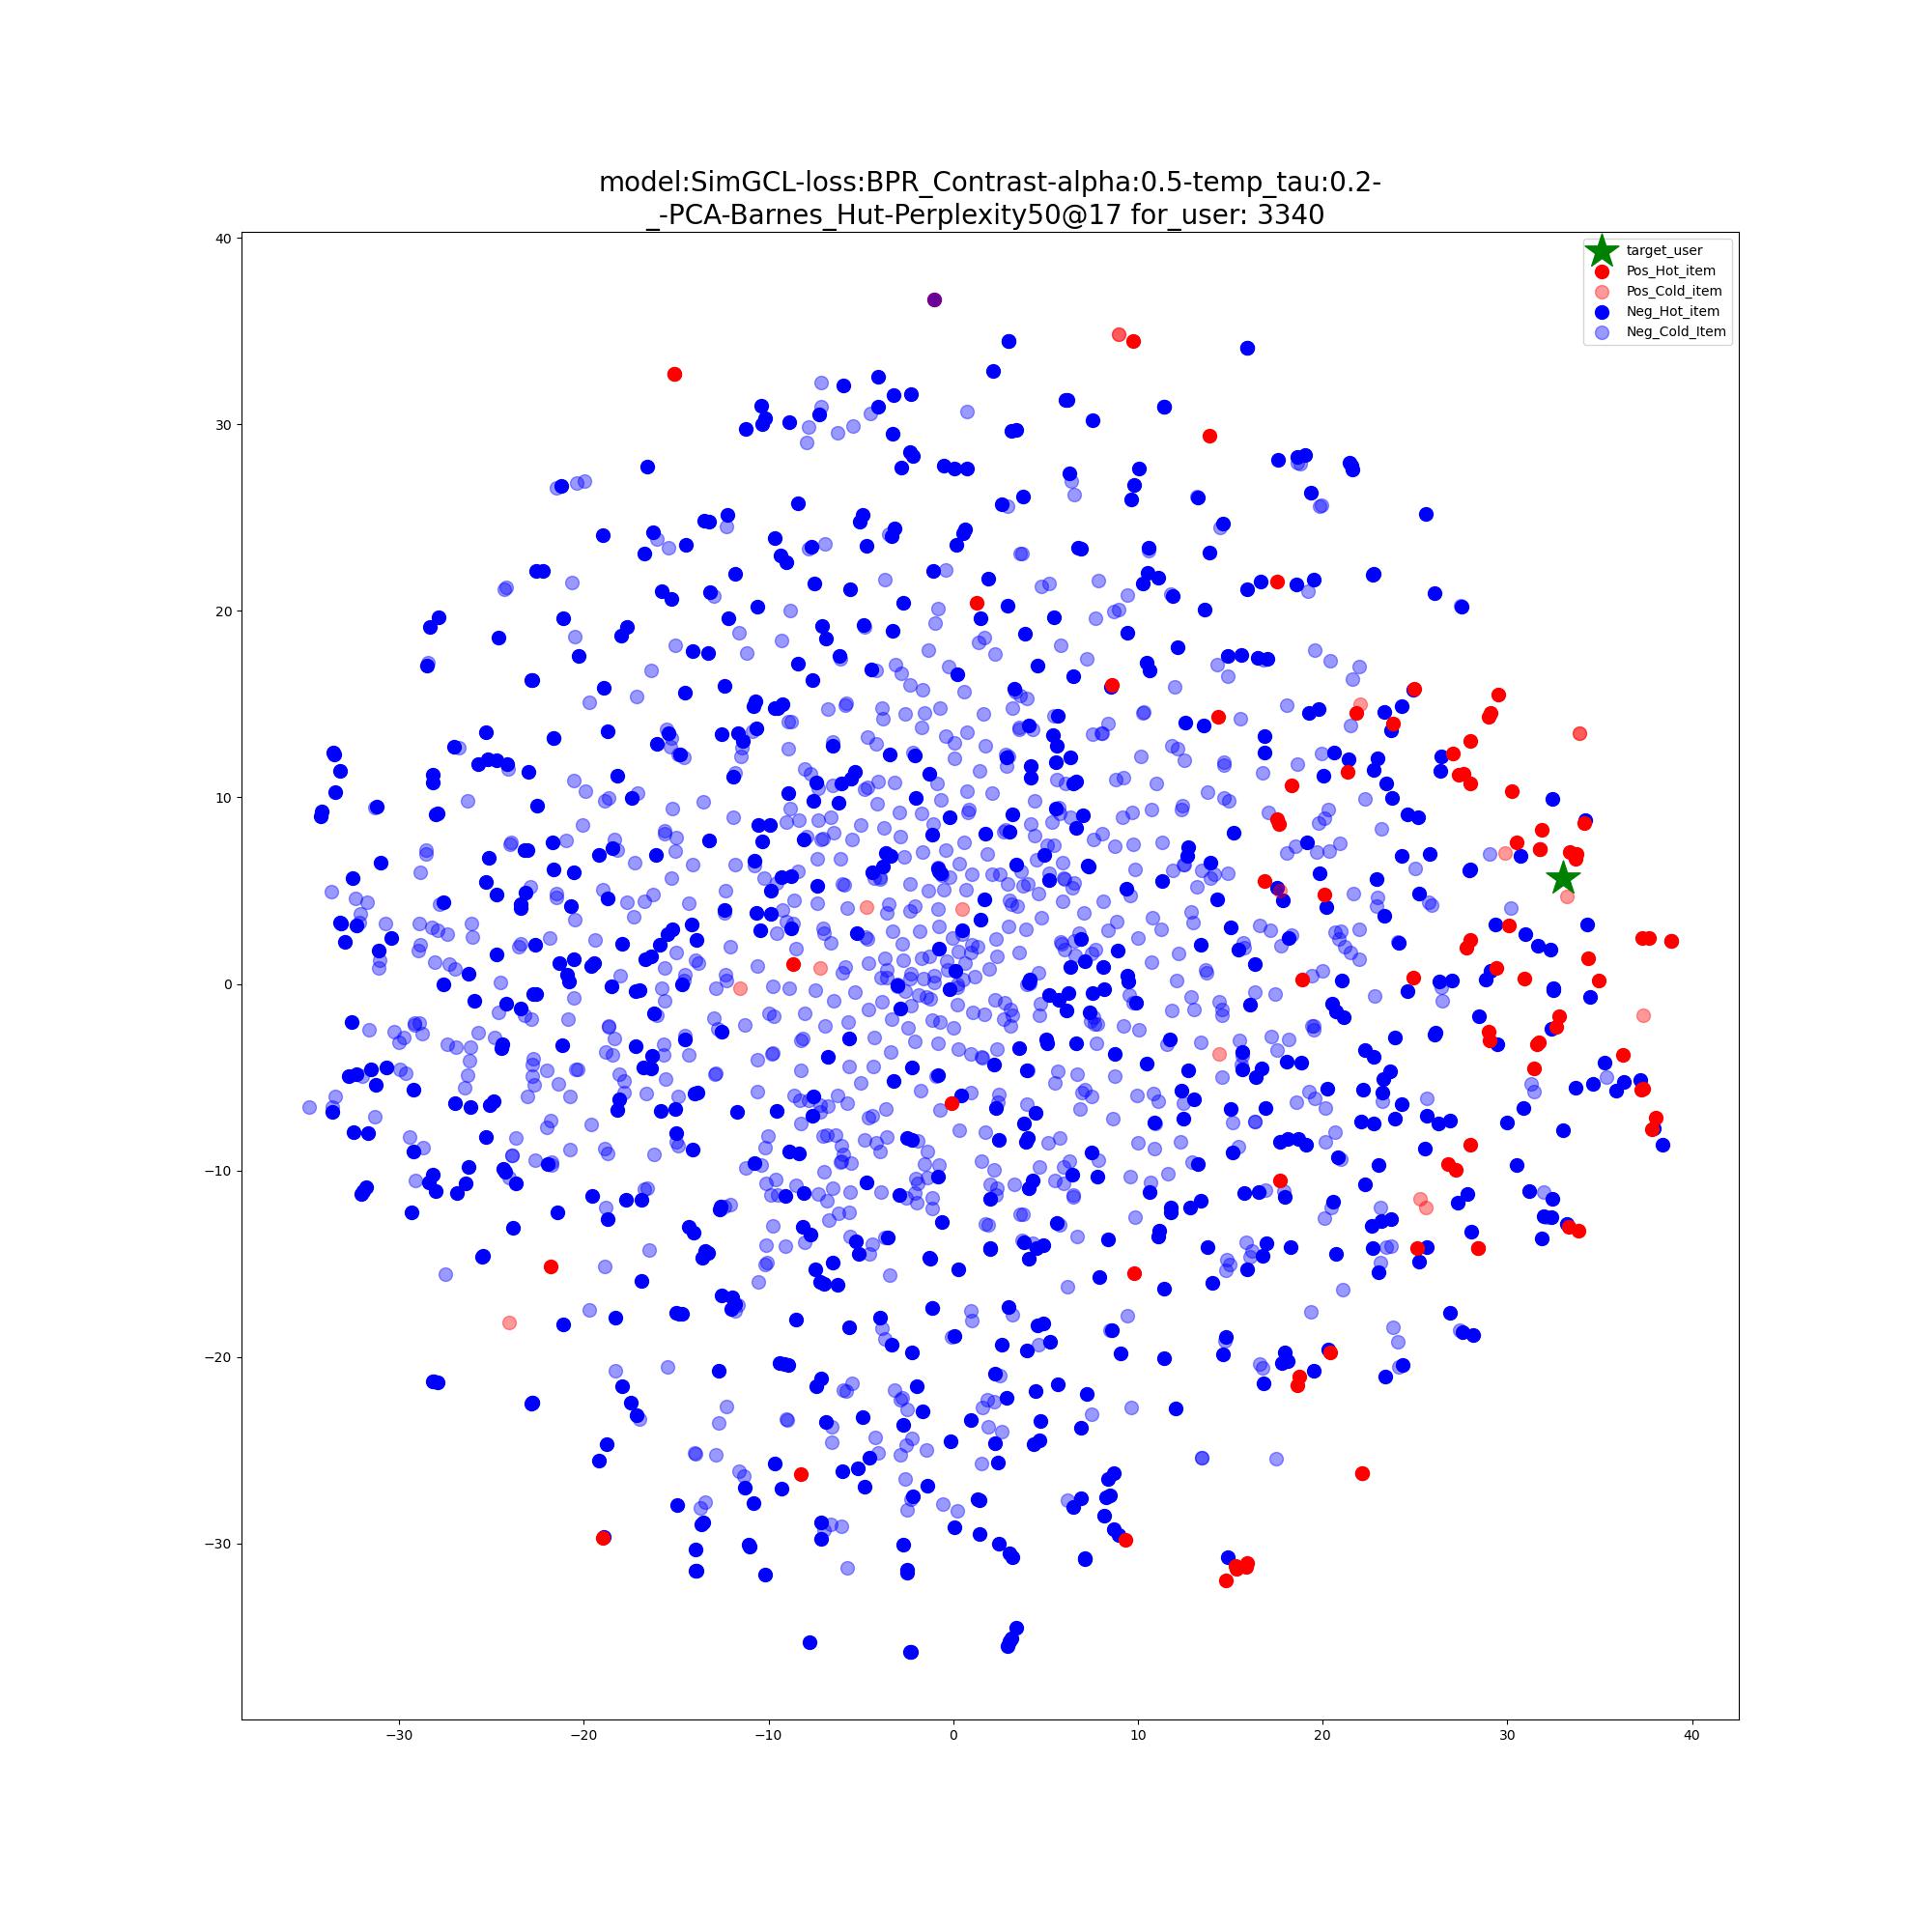 model:SimGCL-loss:BPR_Contrast-alpha:0.5-temp_tau:0.2-
_-PCA-Barnes_Hut-Perplexity50@17 for_user: 3340
target_user
Pos_Hot_item
Pos_Cold_item
Neg_Hot_item
Neg_Cold_Item
40
30
20
10
0
−10
−20
−30
−30
−20
−10
0
10
20
30
40